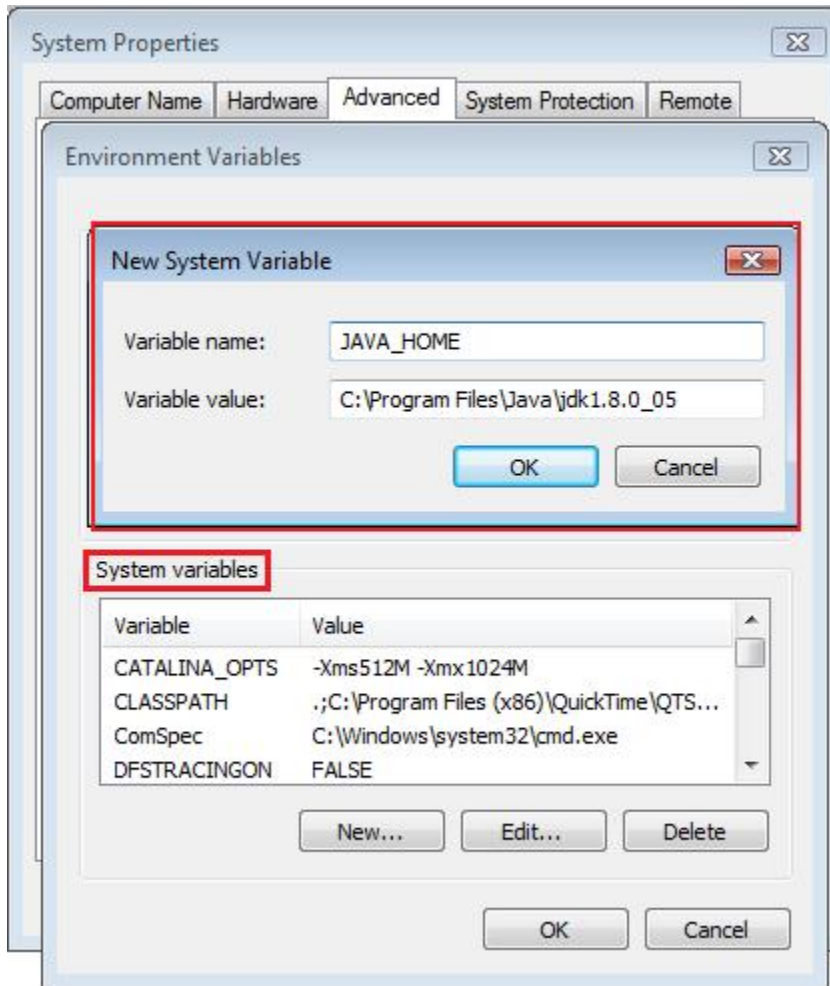 System Properties
Computer Name Hardware Advanced System Protection Remote
Environment Variables
New System Variable
Variable name: JAVA_HOME
Variable value: C:\Program Files\Java\jdk1.8.0_05
OK Cancel
System variables
Variable Value
CATALINA_OPTS -Xms512M -Xmx1024M
CLASSPATH .;C:\Program Files (x86)\QuickTime\QTS...
ComSpec C:\Windows\system32\cmd.exe
DFSTRACINGON FALSE
New... Edit... Delete
OK Cancel